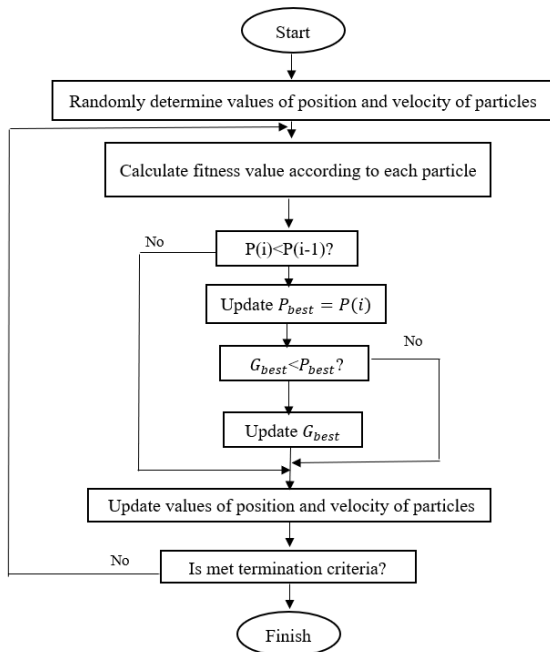 Start
Randomly determine values of position and velocity of particles
Calculate fitness value according to each particle
No
P(i)<P(i-1)?
Update P_best = P(i)
No
G_best<P_best?
Update G_best
Update values of position and velocity of particles
No
Is met termination criteria?
Finish